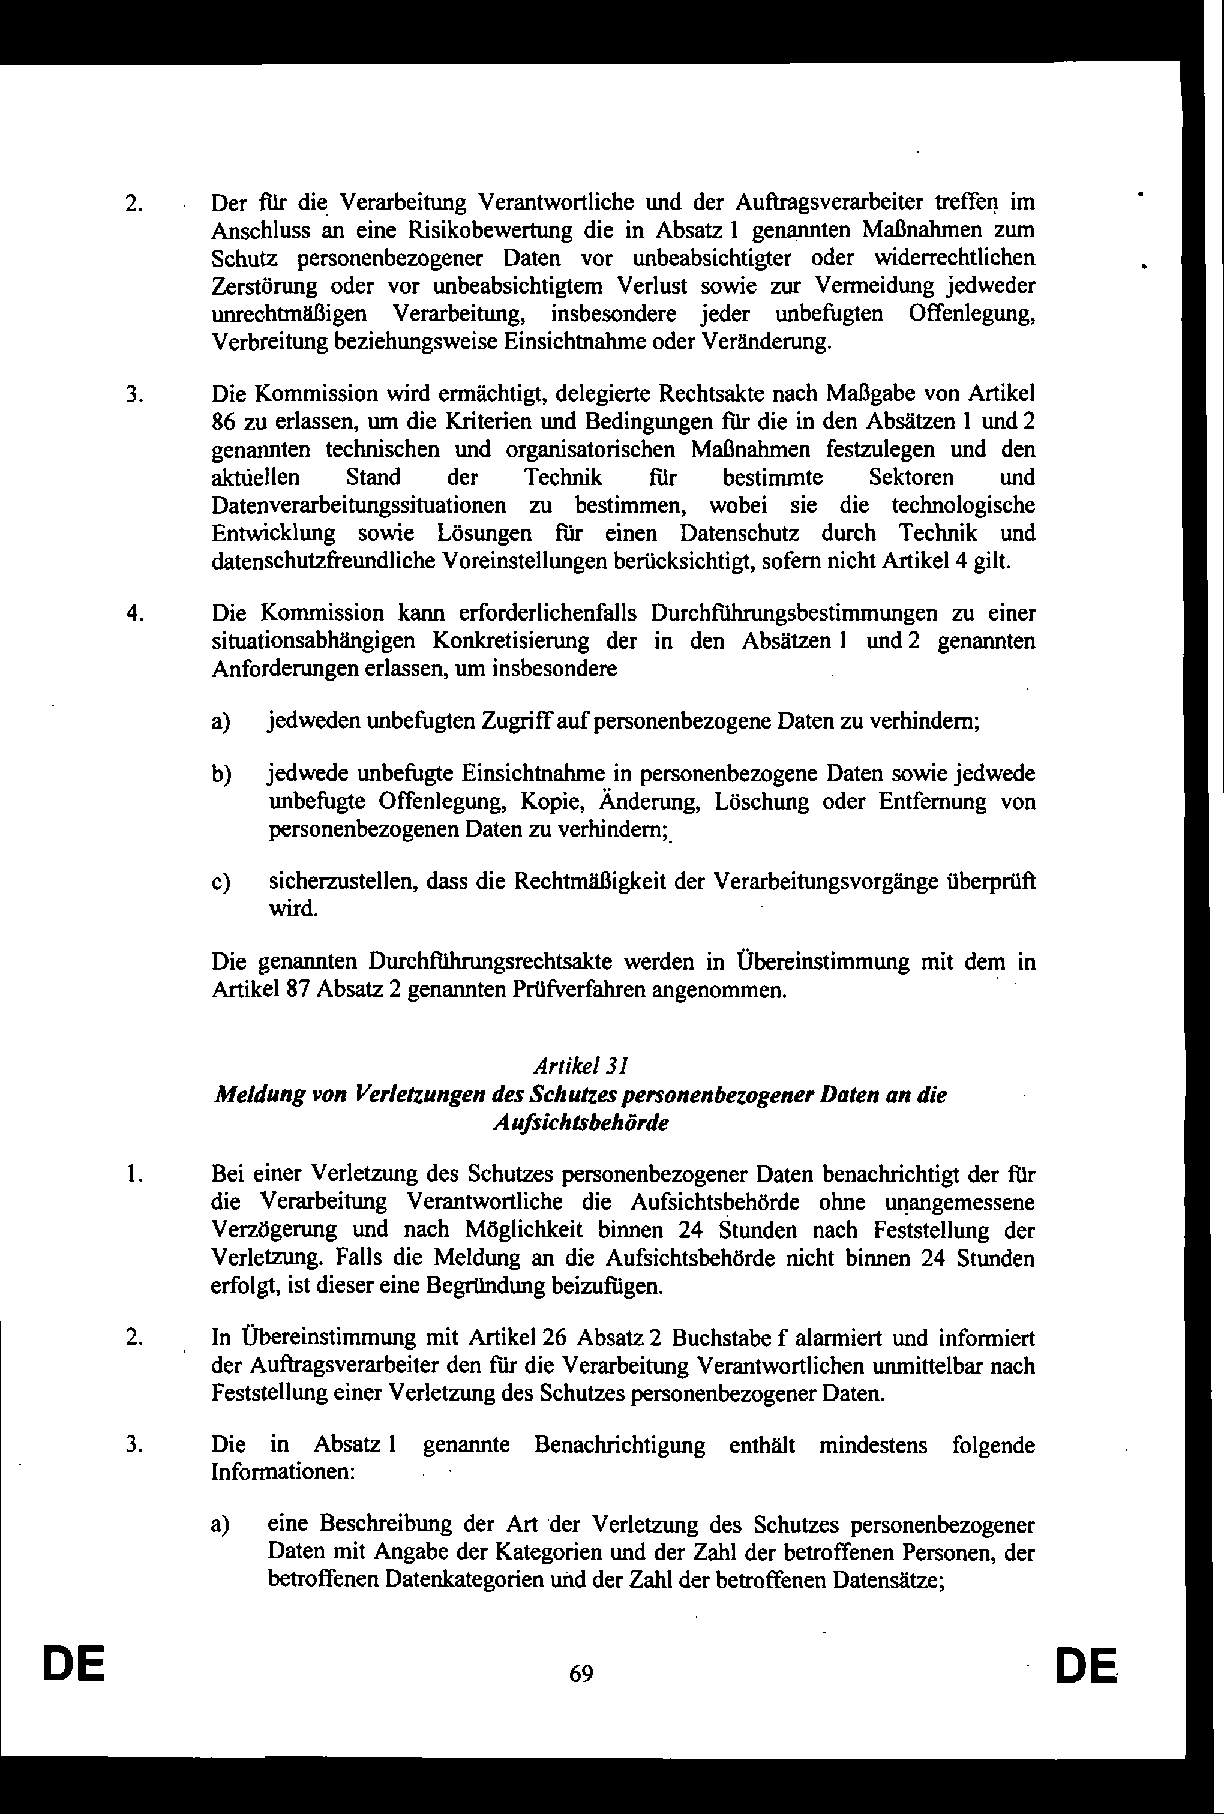 2. Der für die Verarbeitung Verantwortliche und der Auftragsverarbeiter treffen im
Anschluss an eine Risikobewertung die in Absatz 1 genannten Maßnahmen zum
Schutz personenbezogener Daten vor unbeabsichtigter oder widerrechtlichen
Zerstörung oder vor unbeabsichtigtem Verlust sowie zur Vermeidung jedweder
unrechtmäßigen Verarbeitung, insbesondere jeder unbefugten Offenlegung,
Verbreitung beziehungsweise Einsichtnahme oder Veränderung.
3. Die Kommission wird ermächtigt, delegierte Rechtsakte nach Maßgabe von Artikel
86 zu erlassen, um die Kriterien und Bedingungen für die in den Absätzen 1 und 2
genannten technischen und organisatorischen Maßnahmen festzulegen und den
aktuellen Stand der Technik für bestimmte Sektoren und
Datenverarbeitungssituationen zu bestimmen, wobei sie die technologische
Entwicklung sowie Lösungen für einen Datenschutz durch Technik und
datenschutzfreundliche Voreinstellungen berücksichtigt, sofern nicht Artikel 4 gilt.
4. Die Kommission kann erforderlichenfalls Durchführungsbestimmungen zu einer
situationsabhängigen Konkretisierung der in den Absätzen 1 und 2 genannten
Anforderungen erlassen, um insbesondere
a) jedweden unbefugten Zugriff auf personenbezogene Daten zu verhindern;
b) jedwede unbefugte Einsichtnahme in personenbezogene Daten sowie jedwede
unbefugte Offenlegung, Kopie, Änderung, Löschung oder Entfernung von
personenbezogenen Daten zu verhindern;
c) sicherzustellen, dass die Rechtmäßigkeit der Verarbeitungsvorgänge überprüft
wird.
Die genannten Durchführungsrechtsakte werden in Übereinstimmung mit dem in
Artikel 87 Absatz 2 genannten Prüfverfahren angenommen.
Artikel 31
Meldung von Verletzungen des Schutzes personenbezogener Daten an die
Aufsichtsbehörde
1. Bei einer Verletzung des Schutzes personenbezogener Daten benachrichtigt der für
die Verarbeitung Verantwortliche die Aufsichtsbehörde ohne unangemessene
Verzögerung und nach Möglichkeit binnen 24 Stunden nach Feststellung der
Verletzung. Falls die Meldung an die Aufsichtsbehörde nicht binnen 24 Stunden
erfolgt, ist dieser eine Begründung beizufügen.
2. In Übereinstimmung mit Artikel 26 Absatz 2 Buchstabe f alarmiert und informiert
der Auftragsverarbeiter den für die Verarbeitung Verantwortlichen unmittelbar nach
Feststellung einer Verletzung des Schutzes personenbezogener Daten.
3. Die in Absatz 1 genannte Benachrichtigung enthält mindestens folgende
Informationen:
a) eine Beschreibung der Art der Verletzung des Schutzes personenbezogener
Daten mit Angabe der Kategorien und der Zahl der betroffenen Personen, der
betroffenen Datenkategorien und der Zahl der betroffenen Datensätze;
DE 69 DE